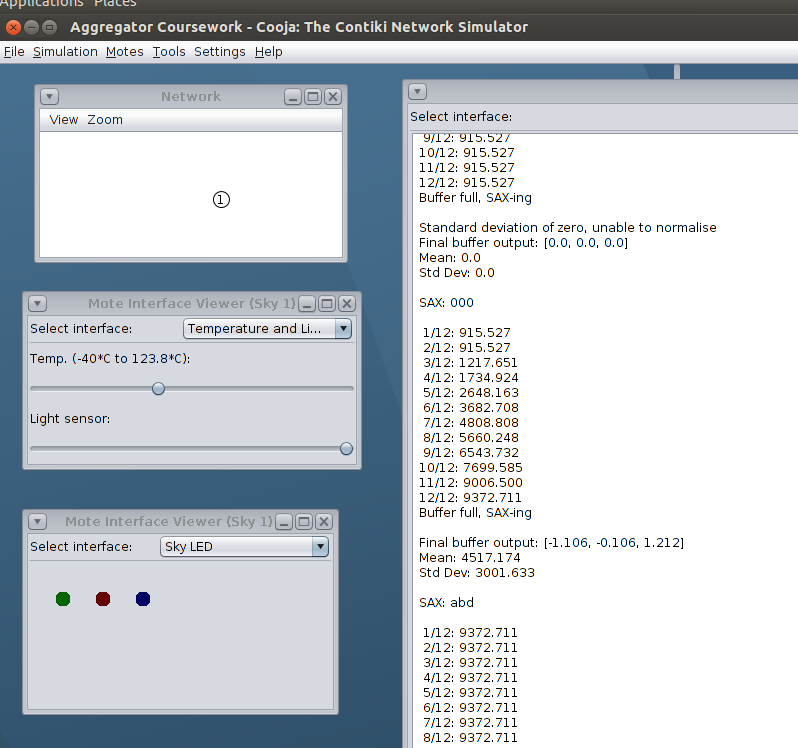 Applications Places
Aggregator Coursework - Cooja: The Contiki Network Simulator
File Simulation Motes Tools Settings Help
Network
View Zoom
1
Mote Interface Viewer (Sky 1)
Select interface: Temperature and Li...
Temp. (-40*C to 123.8*C):
Light sensor:
Mote Interface Viewer (Sky 1)
Select interface: Sky LED
Select interface:
9/12: 915.527
10/12: 915.527
11/12: 915.527
12/12: 915.527
Buffer full, SAX-ing
Standard deviation of zero, unable to normalise
Final buffer output: [0.0, 0.0, 0.0]
Mean: 0.0
Std Dev: 0.0
SAX: 000
1/12: 915.527
2/12: 915.527
3/12: 1217.651
4/12: 1734.924
5/12: 2648.163
6/12: 3682.708
7/12: 4808.808
8/12: 5660.248
9/12: 6543.732
10/12: 7699.585
11/12: 9006.500
12/12: 9372.711
Buffer full, SAX-ing
Final buffer output: [-1.106, -0.106, 1.212]
Mean: 4517.174
Std Dev: 3001.633
SAX: abd
1/12: 9372.711
2/12: 9372.711
3/12: 9372.711
4/12: 9372.711
5/12: 9372.711
6/12: 9372.711
7/12: 9372.711
8/12: 9372.711